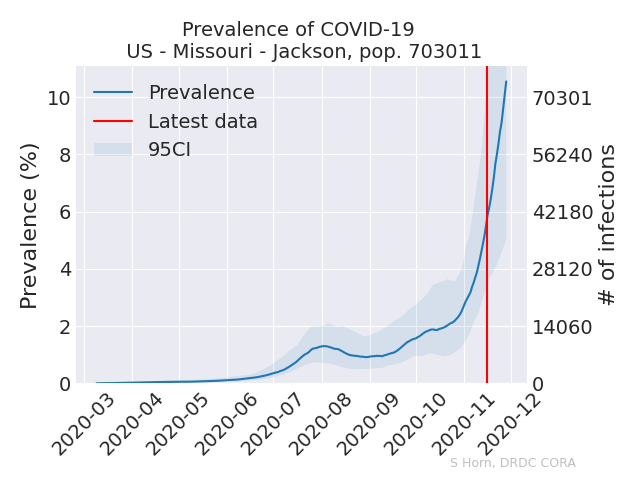 Prevalence of COVID-19
US - Missouri - Jackson, pop. 703011
Prevalence
Latest data
95CI
Prevalence (%)
10
8
6
4
2
0
70301
56240
42180
28120
14060
0
# of infections
2020-03
2020-04
2020-05
2020-06
2020-07
2020-08
2020-09
2020-10
2020-11
2020-12
S Horn, DRDC CORA